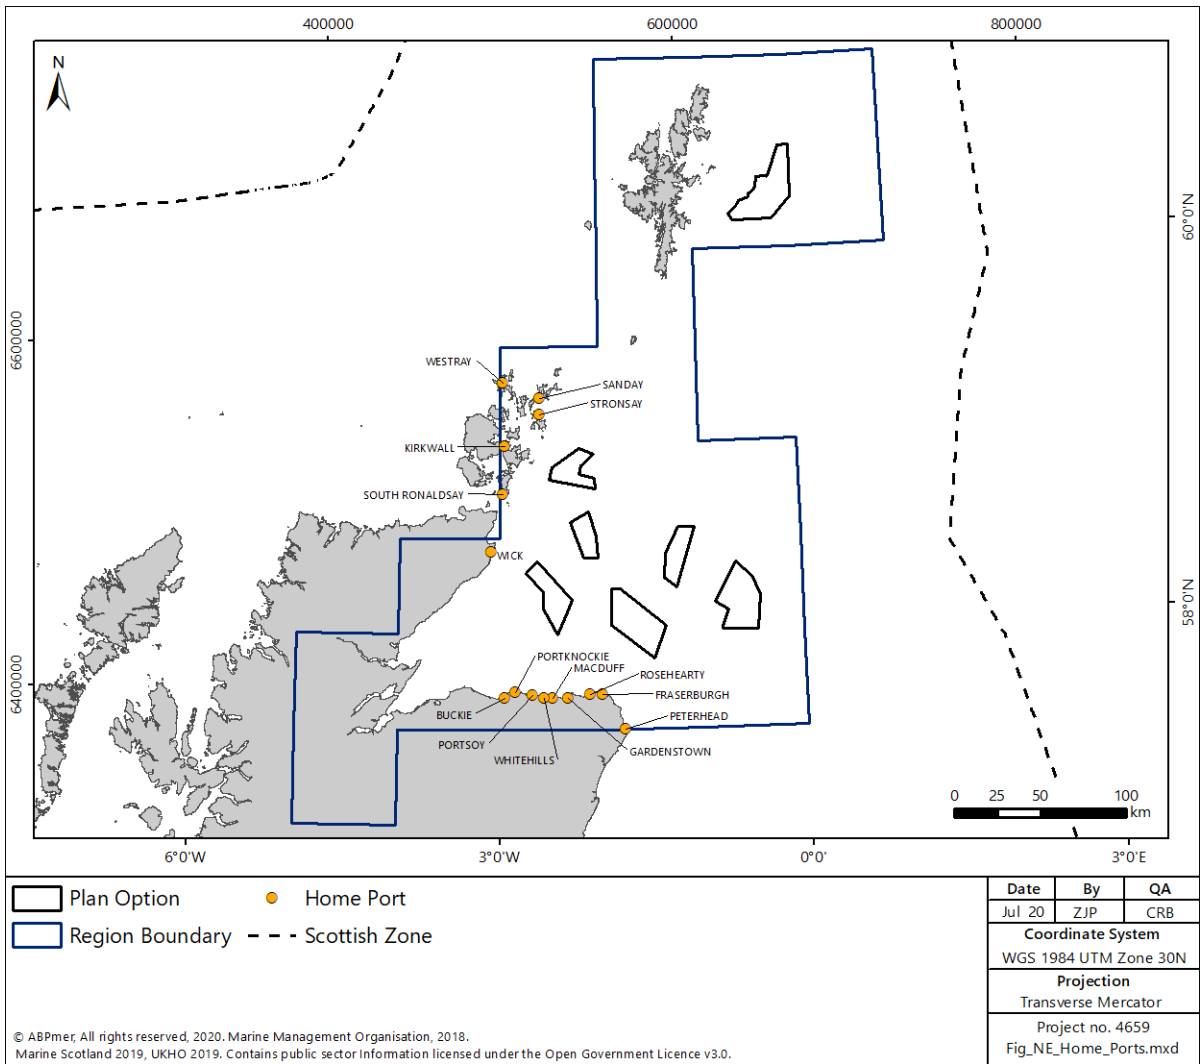 400000
600000
800000
N
60°0'N
6600000
WESTRAY
SANDAY
STRONSAY
KIRKWALL
SOUTH RONALDSAY
WICK
58°0'N
PORTKNOCKIE
MACDUFF
ROSEHEARTY
6400000
FRASERBURGH
BUCKIE
PETERHEAD
PORTSOY
GARDENSTOWN
WHITEHILLS
0 25 50 100
km
6°0'W
3°0'W
0°0'
3°0'E
Plan Option
Home Port
Region Boundary
Scottish Zone
Date By QA
Jul 20 ZJP CRB
Coordinate System
WGS 1984 UTM Zone 30N
Projection
Transverse Mercator
Project no. 4659
Fig_NE_Home_Ports.mxd
© ABPmer, All rights reserved, 2020. Marine Management Organisation, 2018.
Marine Scotland 2019, UKHO 2019. Contains public sector Information licensed under the Open Government Licence v3.0.